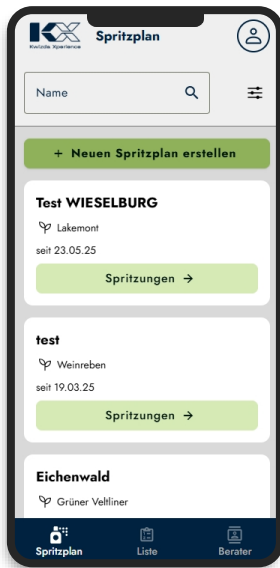 KX
Kwizda Xperience
Spritzplan
Name
+ Neuen Spritzplan erstellen
Test WIESELBURG
Lakemont
seit 23.05.25
Spritzungen →
test
Weinreben
seit 19.03.25
Spritzungen →
Eichenwald
Grüner Veltliner
Spritzplan
Liste
Berater